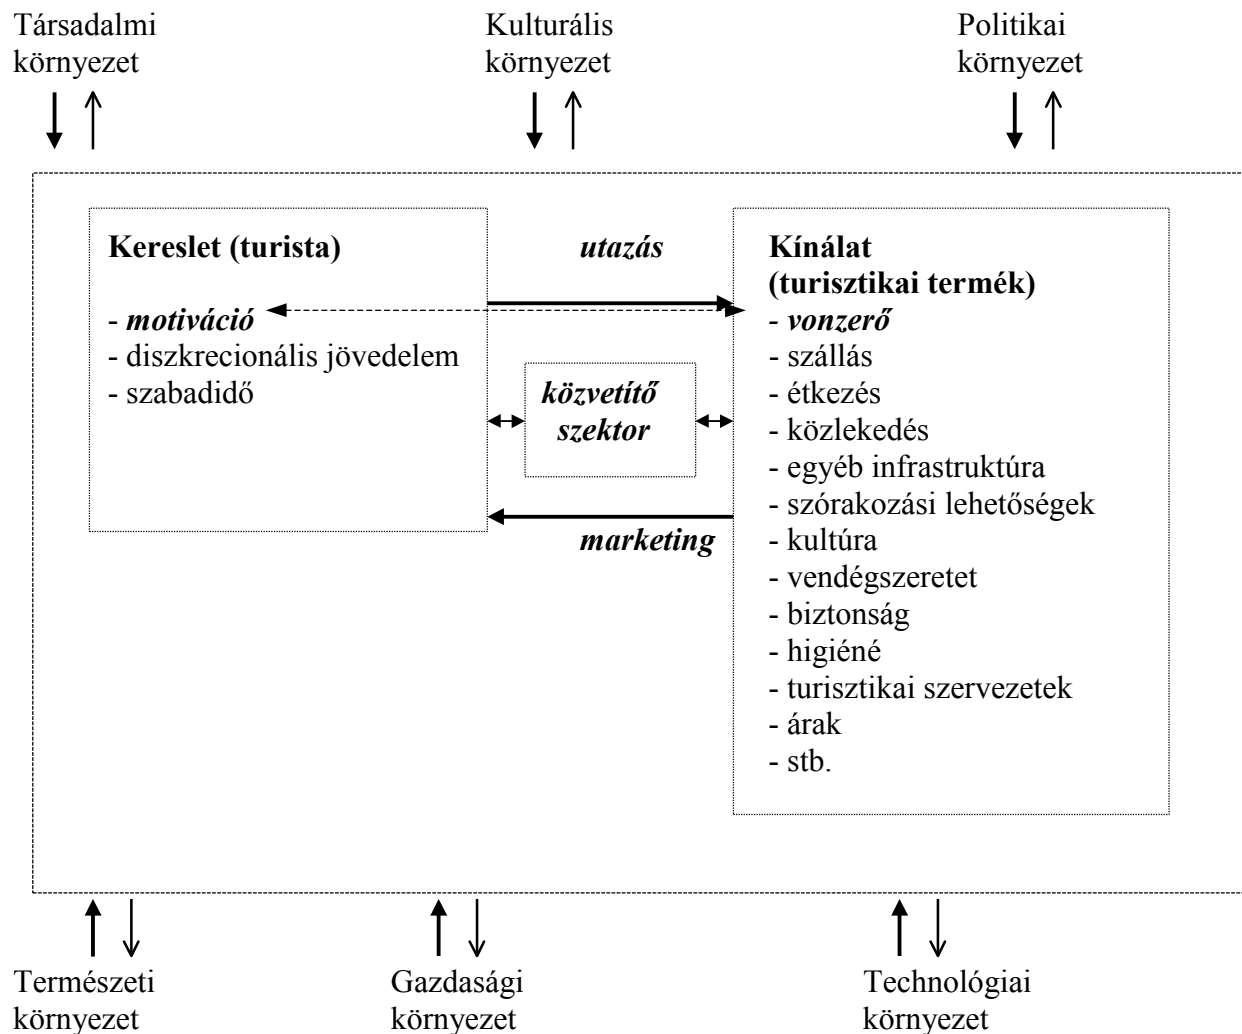 Társadalmi
környezet
Kulturális
környezet
Politikai
környezet
Kereslet (turista)
- motiváció
- diszkrecionális jövedelem
- szabadidő
utazás
közvetítő
szektor
marketing
Kínálat
(turisztikai termék)
- vonzerő
- szállás
- étkezés
- közlekedés
- egyéb infrastruktúra
- szórakozási lehetőségek
- kultúra
- vendégszeretet
- biztonság
- higiéné
- turisztikai szervezetek
- árak
- stb.
Természeti
környezet
Gazdasági
környezet
Technológiai
környezet